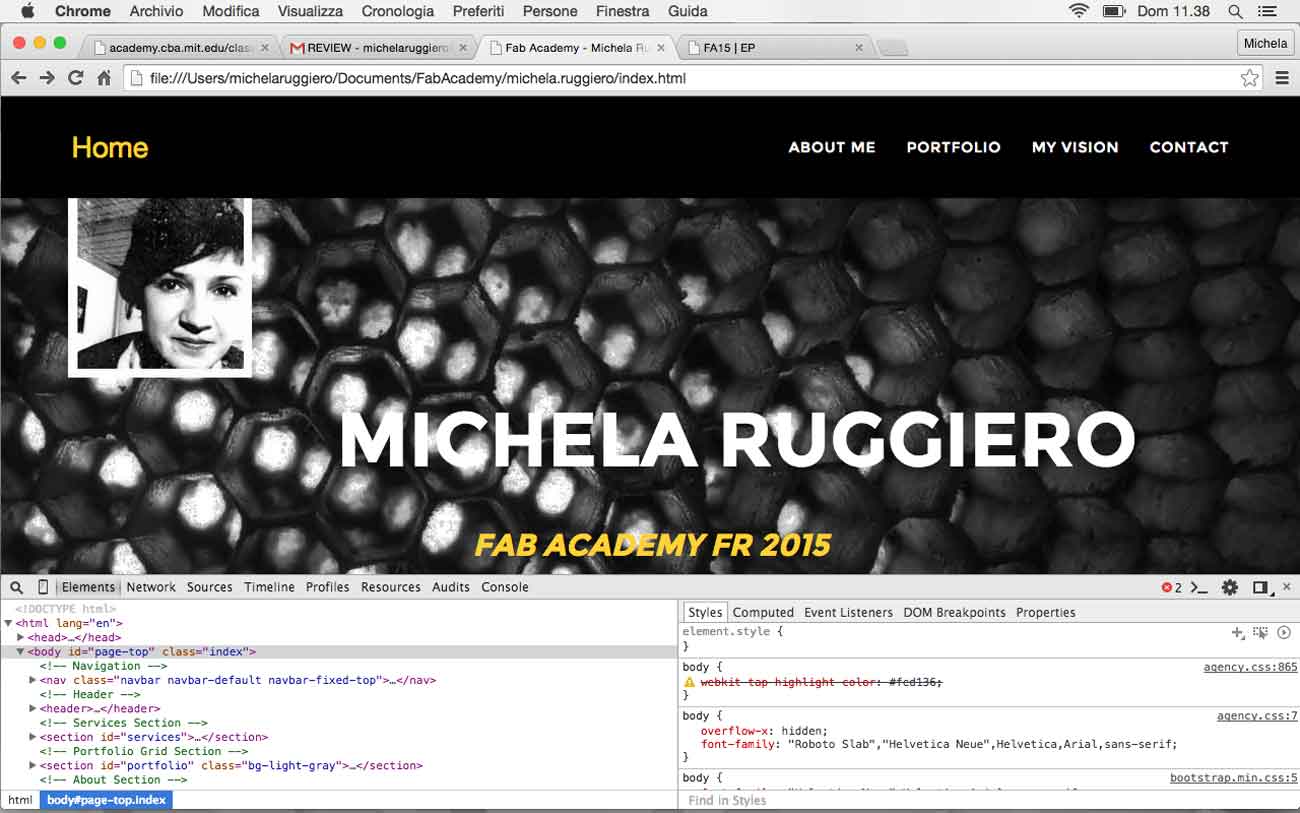 Chrome Archivio Modifica Visualizza Cronologia Preferiti Persone Finestra Guida Dom 11.38
academy.cba.mit.edu/clas REVIEW - michelaruggiero Fab Academy - Michela Ru FA15 | EP Michela
file:///Users/michelaruggiero/Documents/FabAcademy/michela.ruggiero/index.html
Home ABOUT ME PORTFOLIO MY VISION CONTACT
MICHELA RUGGIERO
FAB ACADEMY FR 2015
Elements Network Sources Timeline Profiles Resources Audits Console 2
<!DOCTYPE html>
<html lang="en">
<head>…</head>
<body id="page-top" class="index">
<!-- Navigation -->
<nav class="navbar navbar-default navbar-fixed-top">…</nav>
<!-- Header -->
<header>…</header>
<!-- Services Section -->
<section id="services">…</section>
<!-- Portfolio Grid Section -->
<section id="portfolio" class="bg-light-gray">…</section>
<!-- About Section -->
html body#page-top.index
Styles Computed Event Listeners DOM Breakpoints Properties
element.style {
}
body { agency.css:865
webkit-tap-highlight-color: #fed136;
}
body { agency.css:7
overflow-x: hidden;
font-family: "Roboto Slab","Helvetica Neue",Helvetica,Arial,sans-serif;
}
body { bootstrap.min.css:5
Find in Styles